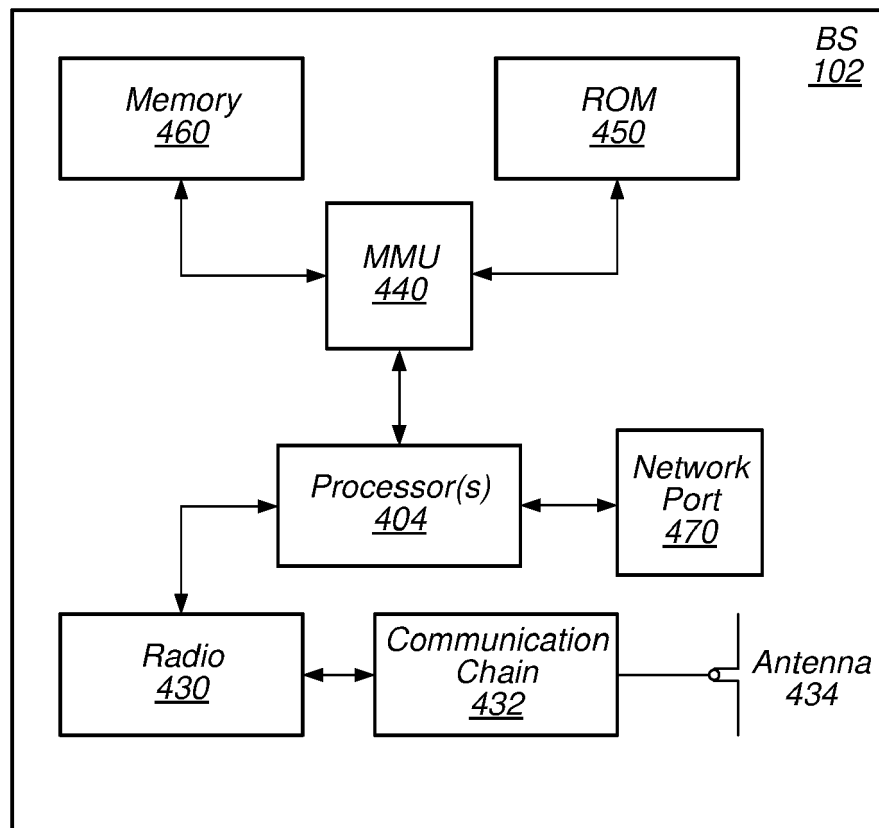 BS
102
Memory
460
ROM
450
MMU
440
Processor(s)
404
Network
Port
470
Radio
430
Communication
Chain
432
Antenna
434